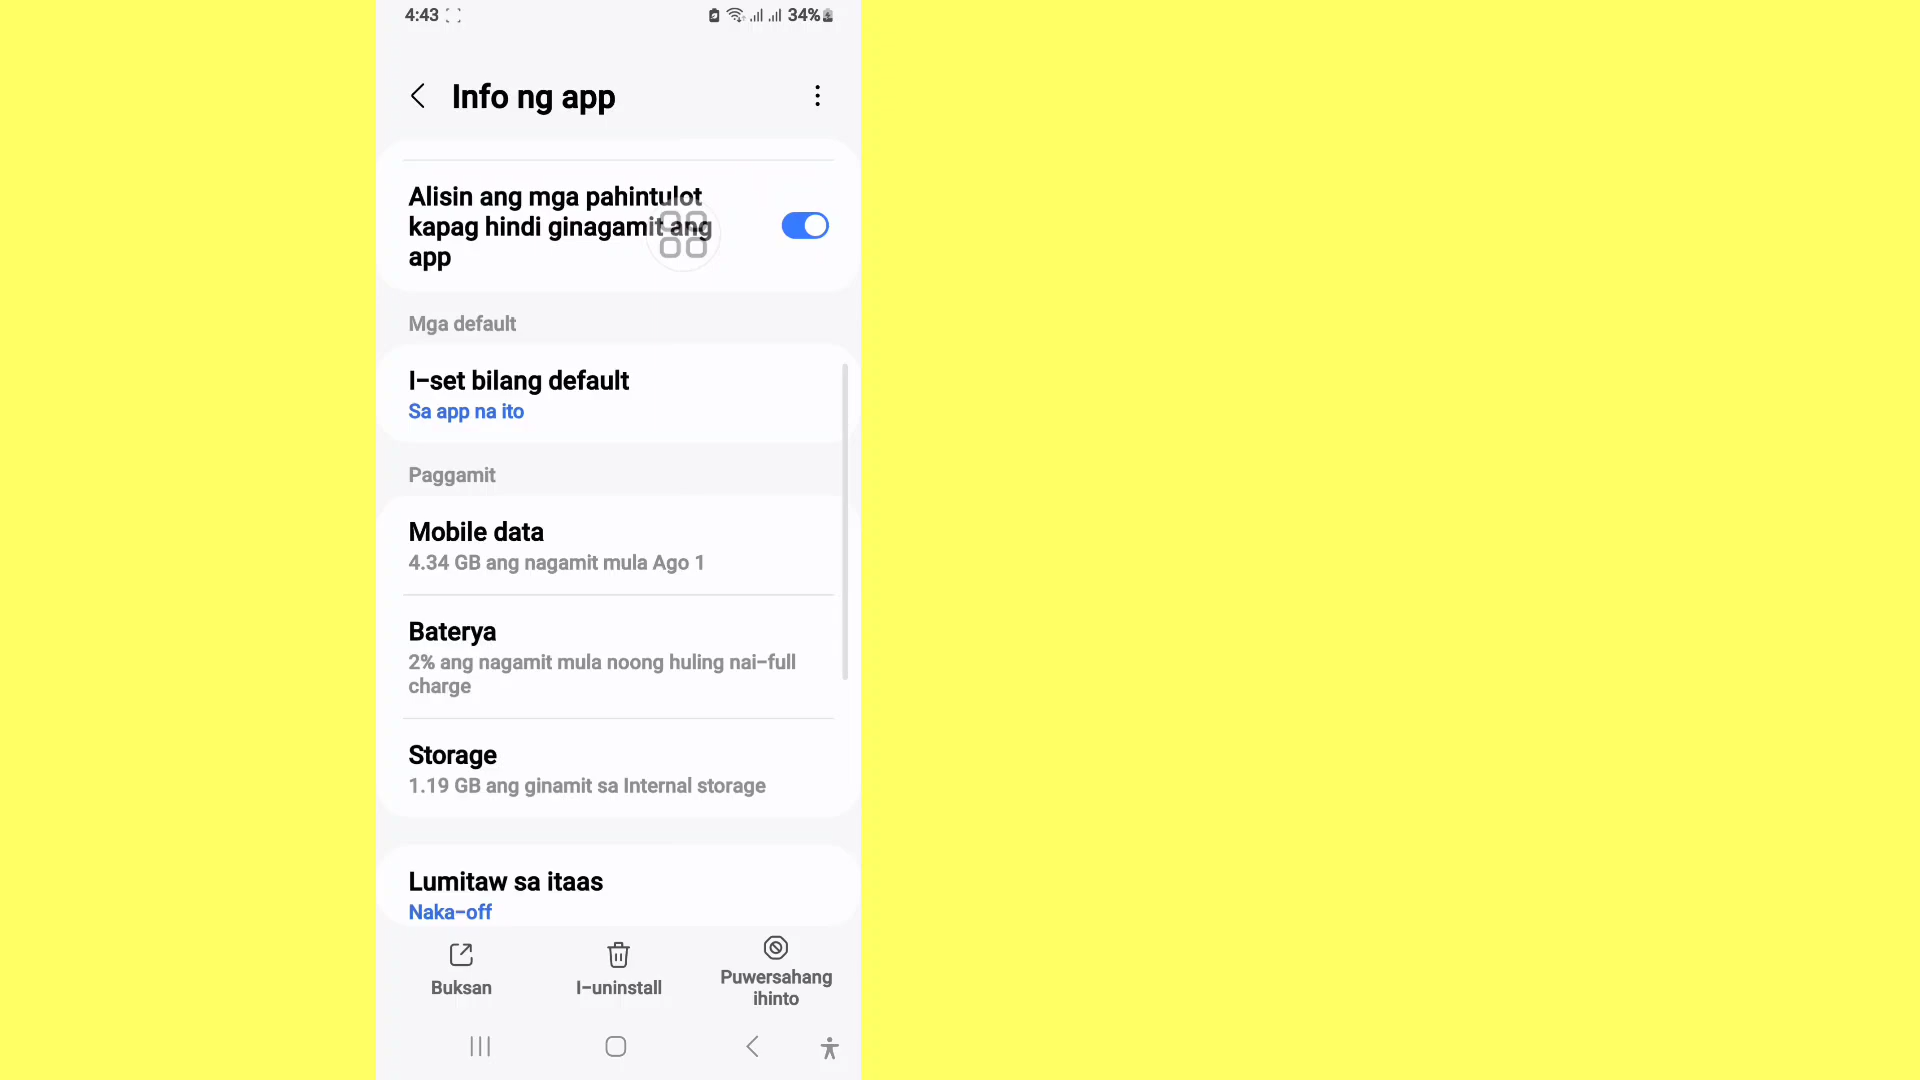 4:43
34%
Info ng app
Alisin ang mga pahintulot
kapag hindi ginagamit ang
app
Mga default
I-set bilang default
Sa app na ito
Paggamit
Mobile data
4.34 GB ang nagamit mula Ago 1
Baterya
2% ang nagamit mula noong huling nai-full
charge
Storage
1.19 GB ang ginamit sa Internal storage
Lumitaw sa itaas
Naka-off
Buksan
I-uninstall
Puwersahang
ihinto